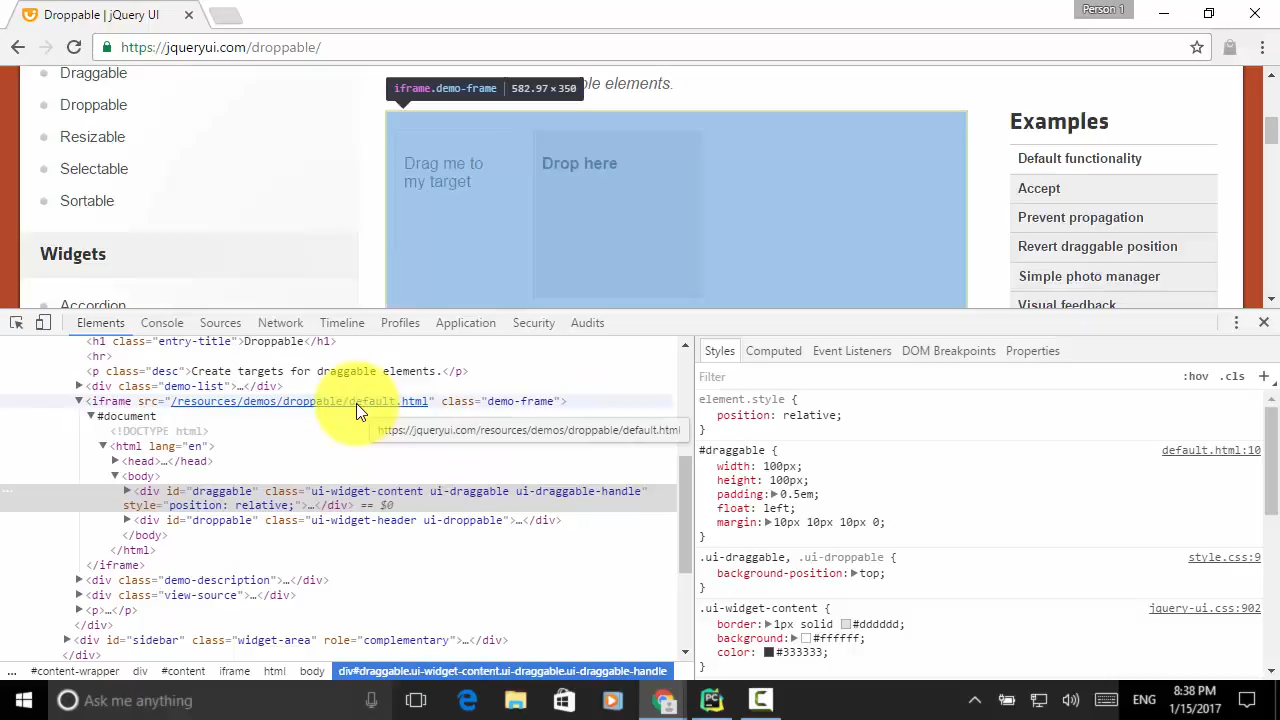 Droppable | jQuery UI
Person 1
https://jqueryui.com/droppable/
Draggable
Droppable
Resizable
Selectable
Sortable
Widgets
Accordion
iframe.demo-frame 582.97×350
ble elements.
Drag me to
my target
Drop here
Examples
Default functionality
Accept
Prevent propagation
Revert draggable position
Simple photo manager
Visual feedback
Elements Console Sources Network Timeline Profiles Application Security Audits
<h1 class="entry-title">Droppable</h1>
<hr>
<p class="desc">Create targets for draggable elements.</p>
<div class="demo-list">…</div>
<iframe src="/resources/demos/droppable/default.html" class="demo-frame">
#document
https://jqueryui.com/resources/demos/droppable/default.html
<!DOCTYPE html>
<html lang="en">
<head>…</head>
<body>
<div id="draggable" class="ui-widget-content ui-draggable ui-draggable-handle"
style="position: relative;">…</div> == $0
<div id="droppable" class="ui-widget-header ui-droppable">…</div>
</body>
</html>
</iframe>
<div class="demo-description">…</div>
<div class="view-source">…</div>
<p>…</p>
</div>
<div id="sidebar" class="widget-area" role="complementary">…</div>
</div>
... #content-wrapper div #content iframe html body div#draggable.ui-widget-content.ui-draggable.ui-draggable-handle
Styles Computed Event Listeners DOM Breakpoints Properties
Filter :hov .cls +
element.style {
position: relative;
}
#draggable { default.html:10
width: 100px;
height: 100px;
padding: 0.5em;
float: left;
margin: 10px 10px 10px 0;
}
.ui-draggable, .ui-droppable { style.css:9
background-position: top;
}
.ui-widget-content { jquery-ui.css:902
border: 1px solid #dddddd;
background: #ffffff;
color: #333333;
}
Ask me anything
ENG
8:38 PM
1/15/2017